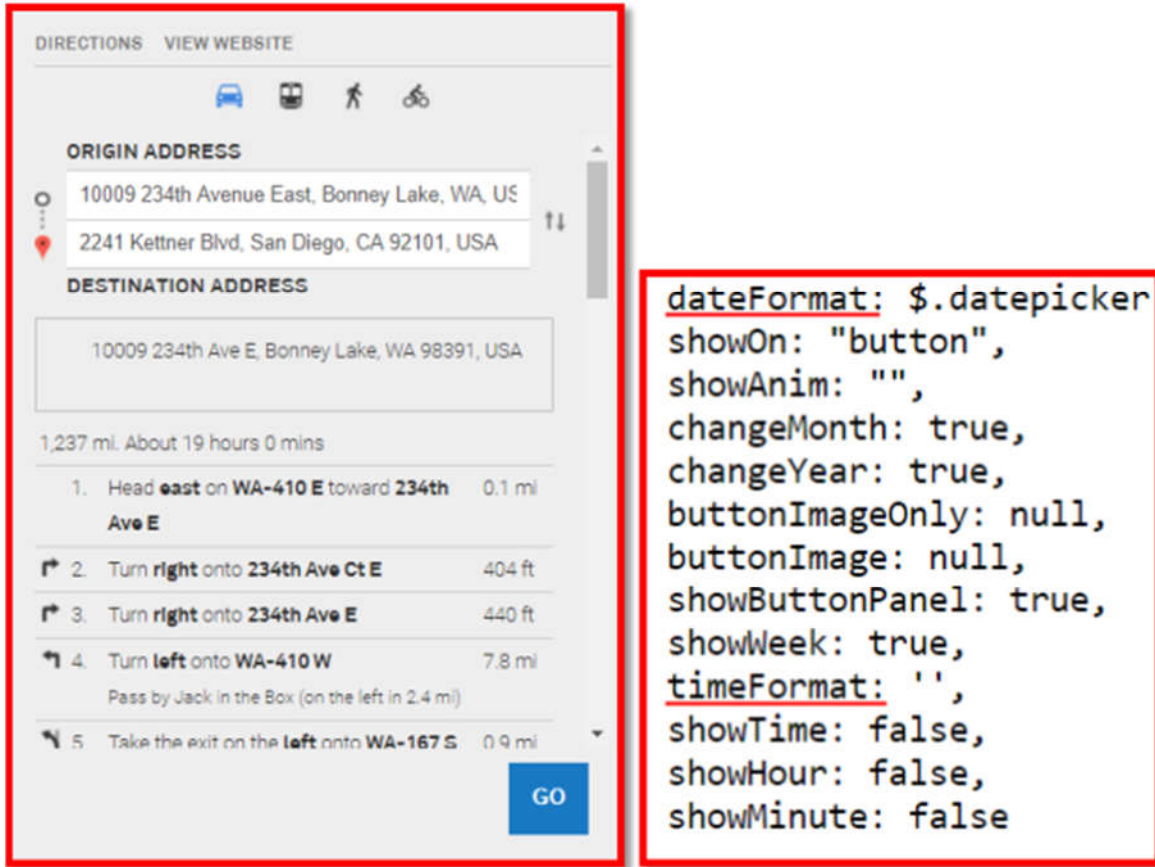 DIRECTIONS VIEW WEBSITE
ORIGIN ADDRESS
10009 234th Avenue East, Bonney Lake, WA, US
2241 Kettner Blvd, San Diego, CA 92101, USA
DESTINATION ADDRESS
10009 234th Ave E, Bonney Lake, WA 98391, USA
1,237 mi. About 19 hours 0 mins
1. Head east on WA-410 E toward 234th 0.1 mi
Ave E
2. Turn right onto 234th Ave Ct E 404 ft
3. Turn right onto 234th Ave E 440 ft
4. Turn left onto WA-410 W 7.8 mi
Pass by Jack in the Box (on the left in 2.4 mi)
5 Take the exit on the left onto WA-167 S 0.9 mi
GO
dateFormat: $.datepicker
showOn: "button",
showAnim: "",
changeMonth: true,
changeYear: true,
buttonImageOnly: null,
buttonImage: null,
showButtonPanel: true,
showWeek: true,
timeFormat: '',
showTime: false,
showHour: false,
showMinute: false